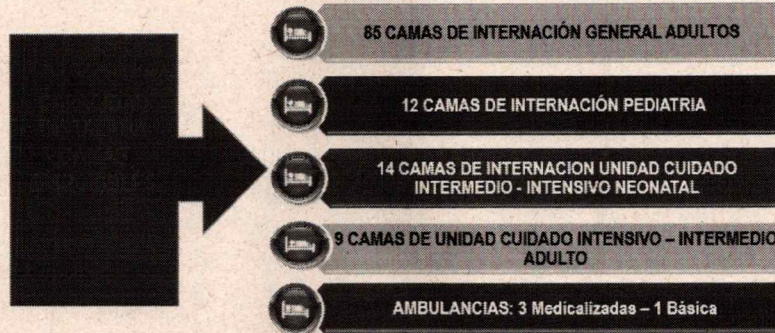 85 CAMAS DE INTERNACIÓN GENERAL ADULTOS
12 CAMAS DE INTERNACIÓN PEDIATRIA
14 CAMAS DE INTERNACION UNIDAD CUIDADO
INTERMEDIO - INTENSIVO NEONATAL
9 CAMAS DE UNIDAD CUIDADO INTENSIVO – INTERMEDIO
ADULTO
AMBULANCIAS: 3 Medicalizadas – 1 Básica